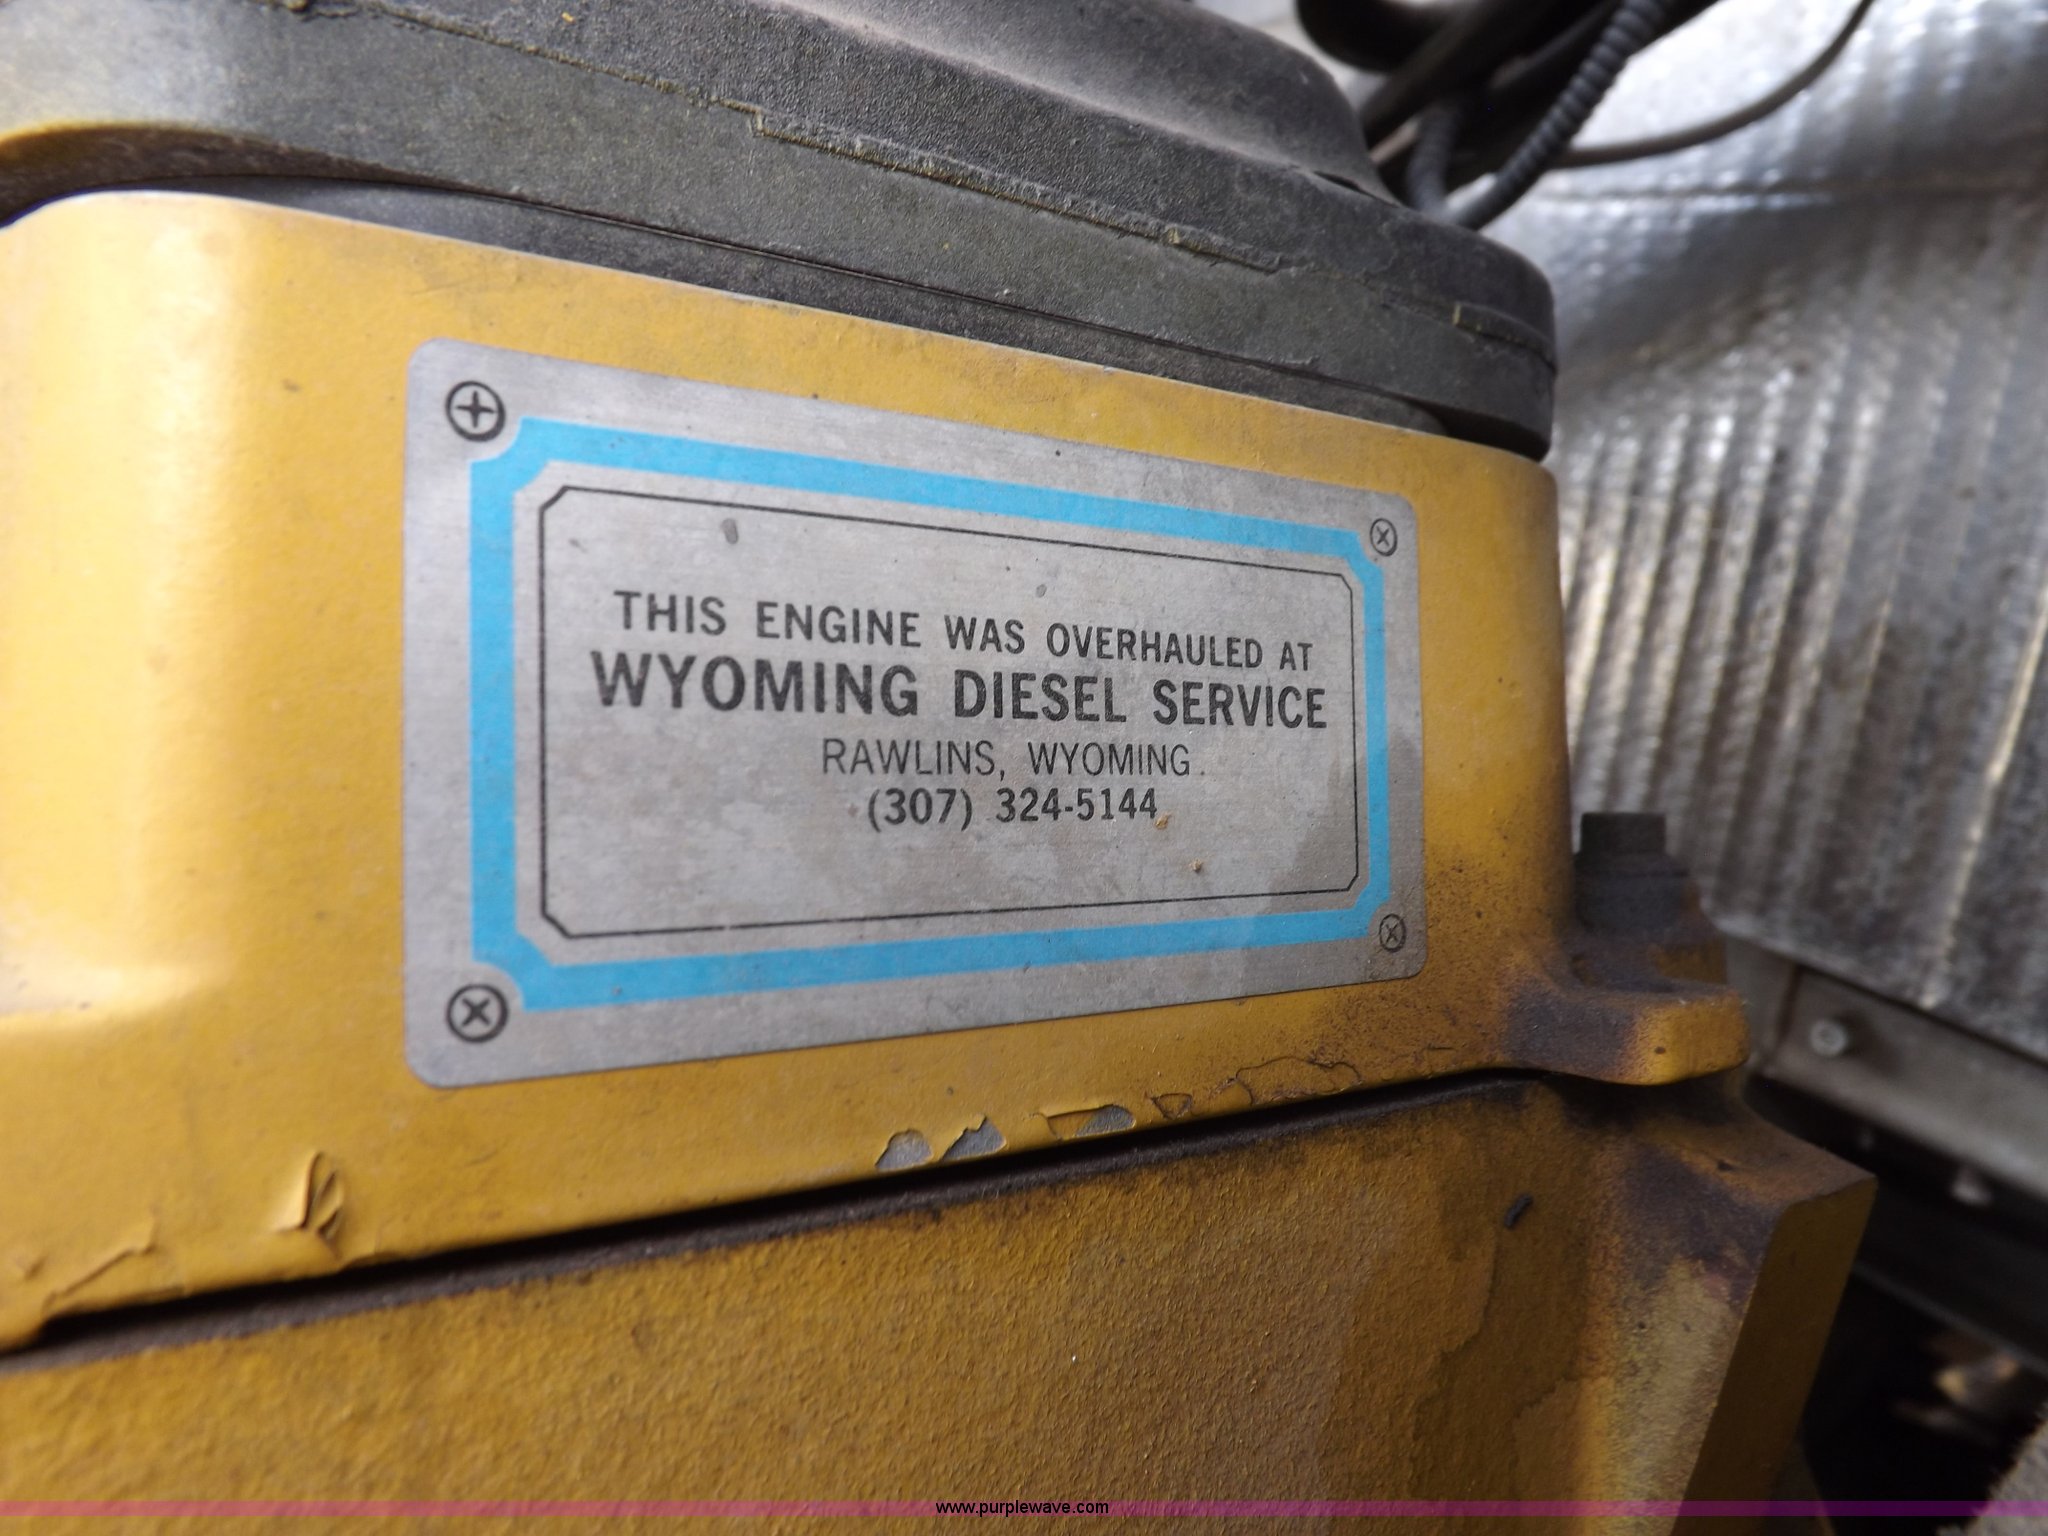 THIS ENGINE WAS OVERHAULED AT
WYOMING DIESEL SERVICE
RAWLINS, WYOMING.
(307) 324-5144
www.purplewave.com